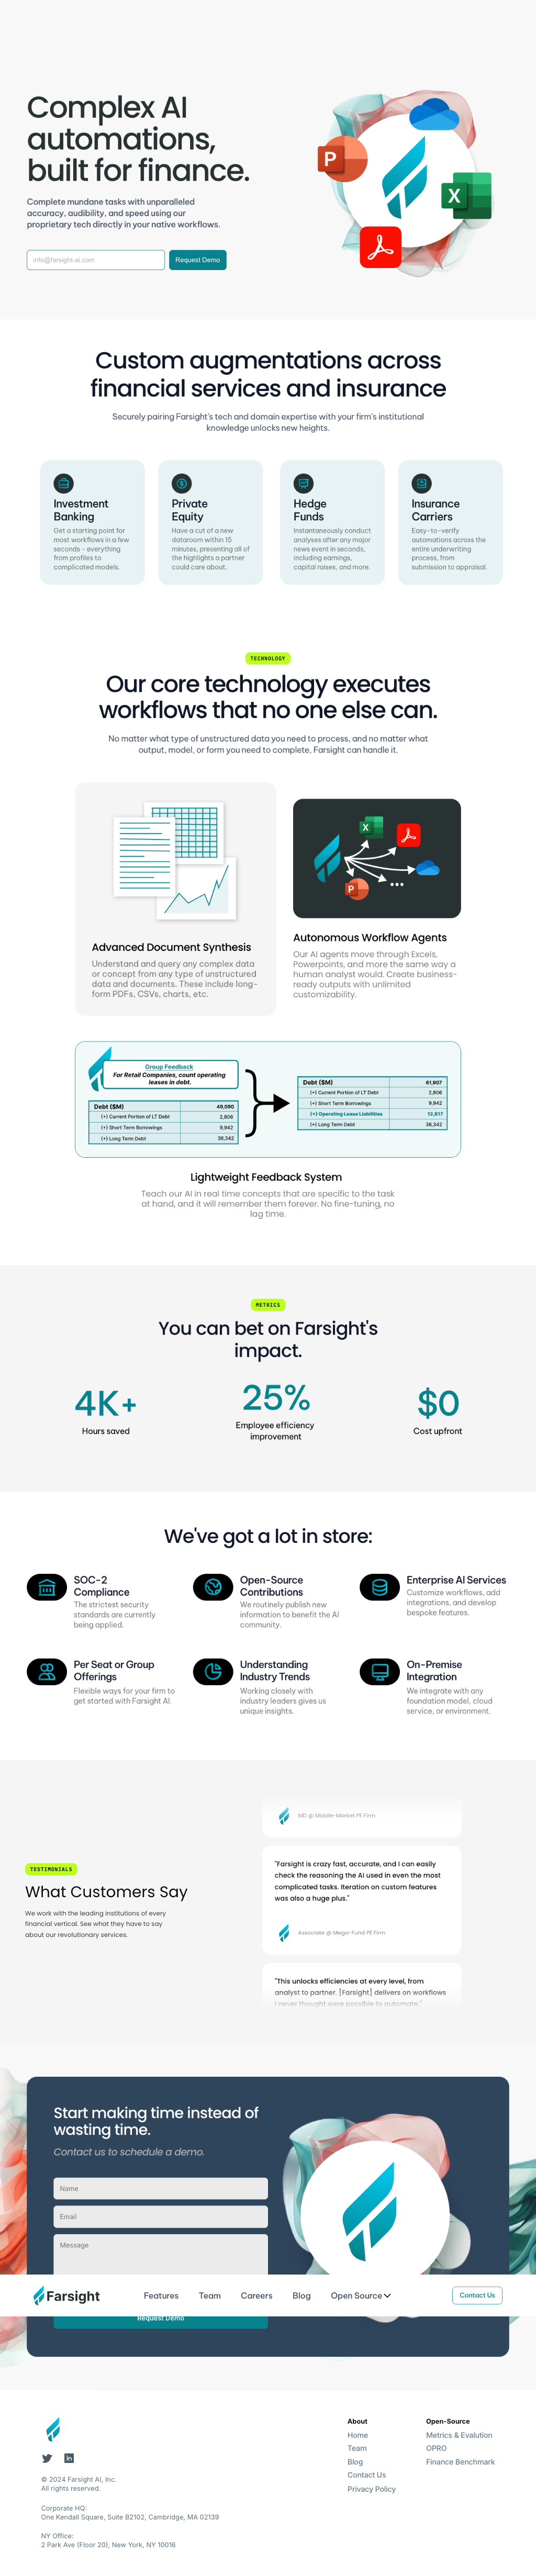 Complex AI
automations,
built for finance.
Complete mundane tasks with unparalleled
accuracy, audibility, and speed using our
proprietary tech directly in your native workflows.
info@farsight-ai.com
Request Demo
P
X
Custom augmentations across
financial services and insurance
Securely pairing Farsight's tech and domain expertise with your firm's institutional
knowledge unlocks new heights.
Investment
Banking
Get a starting point for
most workflows in a few
seconds - everything
from profiles to
complicated models.
Private
Equity
Have a cut of a new
dataroom within 15
minutes, presenting all of
the highlights a partner
could care about.
Hedge
Funds
Instantaneously conduct
analyses after any major
news event in seconds,
including earnings,
capital raises, and more.
Insurance
Carriers
Easy-to-verify
automations across the
entire underwriting
process, from
submission to appraisal.
TECHNOLOGY
Our core technology executes
workflows that no one else can.
No matter what type of unstructured data you need to process, and no matter what
output, model, or form you need to complete, Farsight can handle it.
Advanced Document Synthesis
Understand and query any complex data
or concept from any type of unstructured
data and documents. These include long-
form PDFs, CSVs, charts, etc.
X
P
Autonomous Workflow Agents
Our AI agents move through Excels,
Powerpoints, and more the same way a
human analyst would. Create business-
ready outputs with unlimited
customizability.
Group Feedback
For Retail Companies, count operating
leases in debt.
Debt ($M) 49,090
(+) Current Portion of LT Debt 2,806
(+) Short Term Borrowings 9,942
(+) Long Term Debt 36,342
Debt ($M) 61,907
(+) Current Portion of LT Debt 2,806
(+) Short Term Borrowings 9,942
(+) Operating Lease Liabilities 12,817
(+) Long Term Debt 36,342
Lightweight Feedback System
Teach our AI in real time concepts that are specific to the task
at hand, and it will remember them forever. No fine-tuning, no
lag time.
METRICS
You can bet on Farsight's
impact.
4K+
Hours saved
25%
Employee efficiency
improvement
$0
Cost upfront
We've got a lot in store:
SOC-2
Compliance
The strictest security
standards are currently
being applied.
Open-Source
Contributions
We routinely publish new
information to benefit the AI
community.
Enterprise AI Services
Customize workflows, add
integrations, and develop
bespoke features.
Per Seat or Group
Offerings
Flexible ways for your firm to
get started with Farsight AI.
Understanding
Industry Trends
Working closely with
industry leaders gives us
unique insights.
On-Premise
Integration
We integrate with any
foundation model, cloud
service, or environment.
TESTIMONIALS
What Customers Say
We work with the leading institutions of every
financial vertical. See what they have to say
about our revolutionary services.
MD @ Middle-Market PE Firm
"Farsight is crazy fast, accurate, and I can easily
check the reasoning the AI used in even the most
complicated tasks. Iteration on custom features
was also a huge plus."
Associate @ Mega-Fund PE Firm
"This unlocks efficiencies at every level, from
analyst to partner. [Farsight] delivers on workflows
I never thought were possible to automate."
Start making time instead of
wasting time.
Contact us to schedule a demo.
Name
Email
Message
Farsight
Features
Team
Careers
Blog
Open Source
Contact Us
Request Demo
in
© 2024 Farsight AI, Inc.
All rights reserved.
Corporate HQ:
One Kendall Square, Suite B2102, Cambridge, MA 02139
NY Office:
2 Park Ave (Floor 20), New York, NY 10016
About
Home
Team
Blog
Contact Us
Privacy Policy
Open-Source
Metrics & Evalution
OPRO
Finance Benchmark